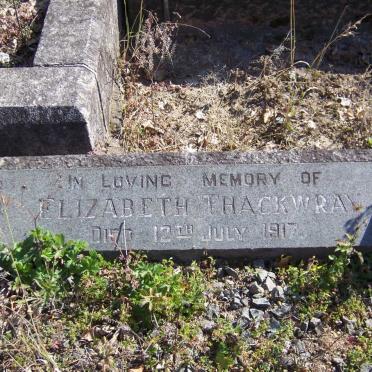 IN LOVING MEMORY OF
ELIZABETH THACKWRAY
DIED 12TH JULY 1917.